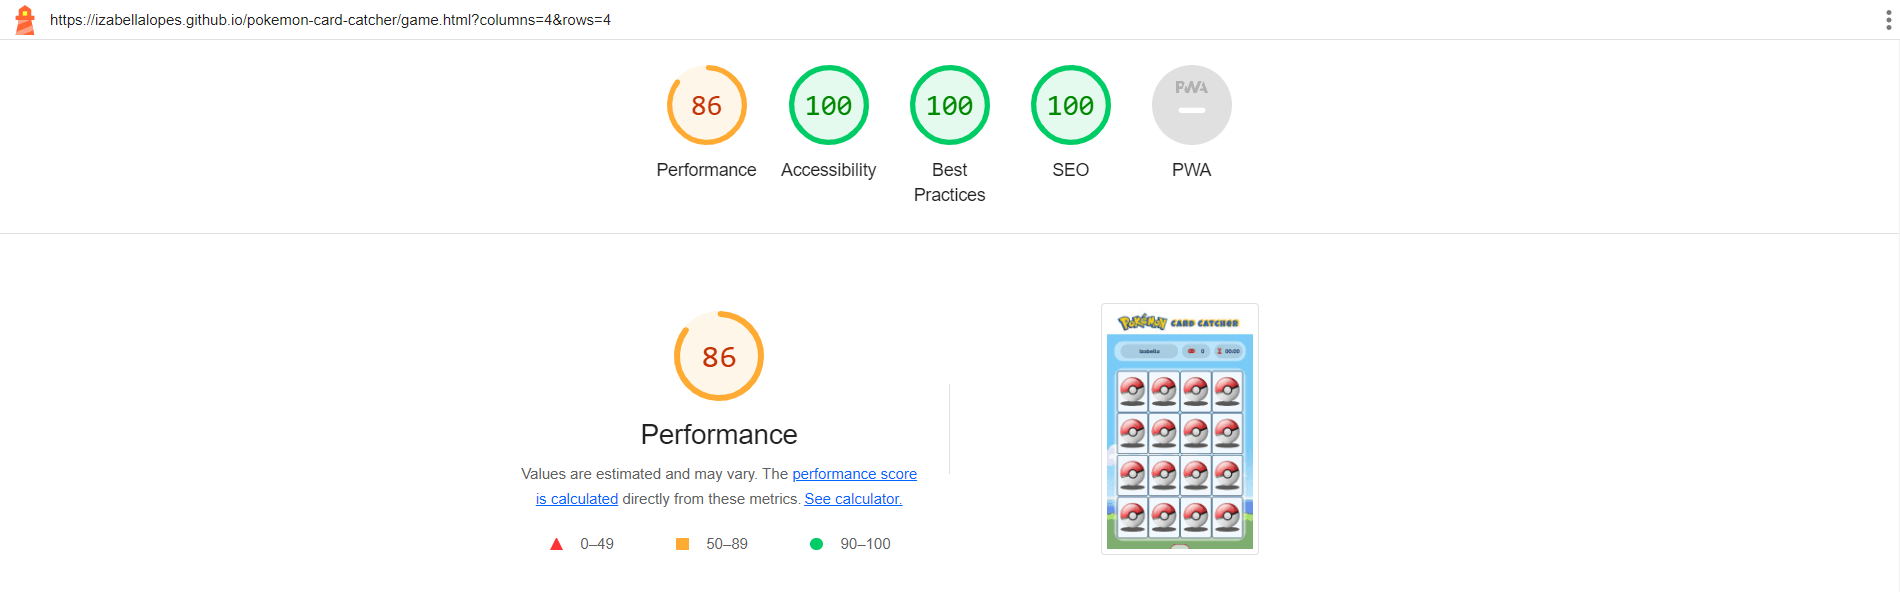 https://izabellalopes.github.io/pokemon-card-catcher/game.html?columns=4&rows=4
86
100
100
100
PWA
Performance
Accessibility
Best
Practices
SEO
PWA
86
Performance
Values are estimated and may vary. The performance score
is calculated directly from these metrics. See calculator.
0–49
50–89
90–100
POKéMON CARD CATCHER
Izabella
0
00:00